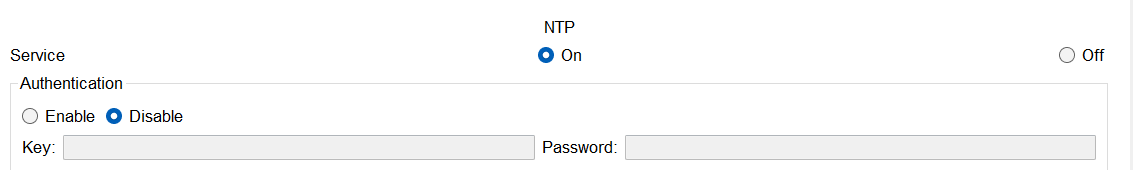 NTP
Service On Off
Authentication
Enable Disable
Key: Password: